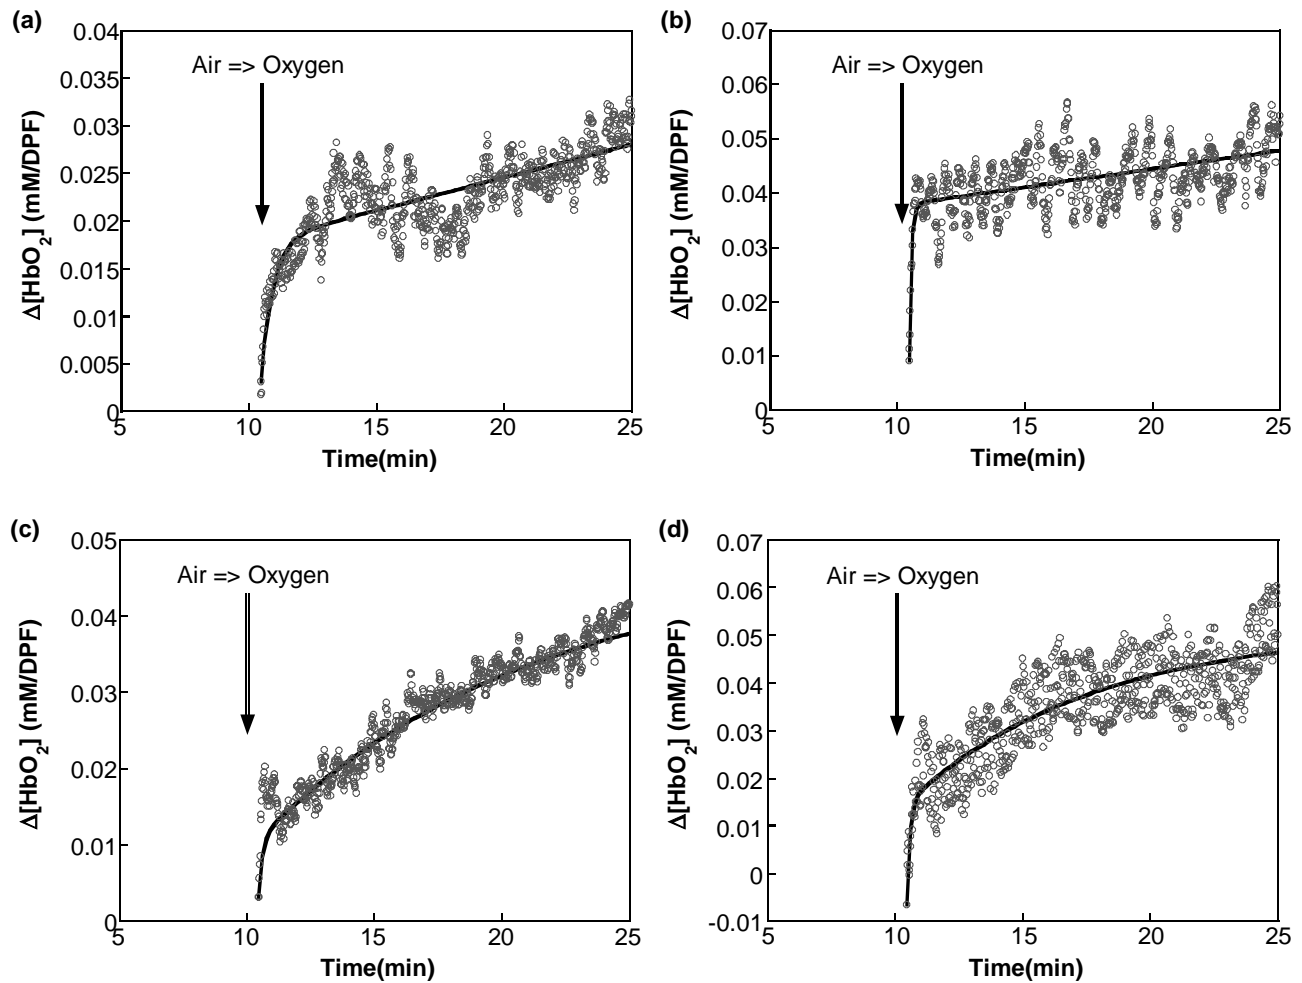 (a)
0.04
0.035
0.03
0.025
0.02
0.015
0.01
0.005
0
Air => Oxygen
Δ[HbO2] (mM/DPF)
5 10 15 20 25
Time(min)
(b)
0.07
0.06
0.05
0.04
0.03
0.02
0.01
0
Air => Oxygen
Δ[HbO2] (mM/DPF)
5 10 15 20 25
Time(min)
(c)
0.05
0.04
0.03
0.02
0.01
0
Air => Oxygen
Δ[HbO2] (mM/DPF)
5 10 15 20 25
Time(min)
(d)
0.07
0.06
0.05
0.04
0.03
0.02
0.01
0
-0.01
Air => Oxygen
Δ[HbO2] (mM/DPF)
5 10 15 20 25
Time(min)